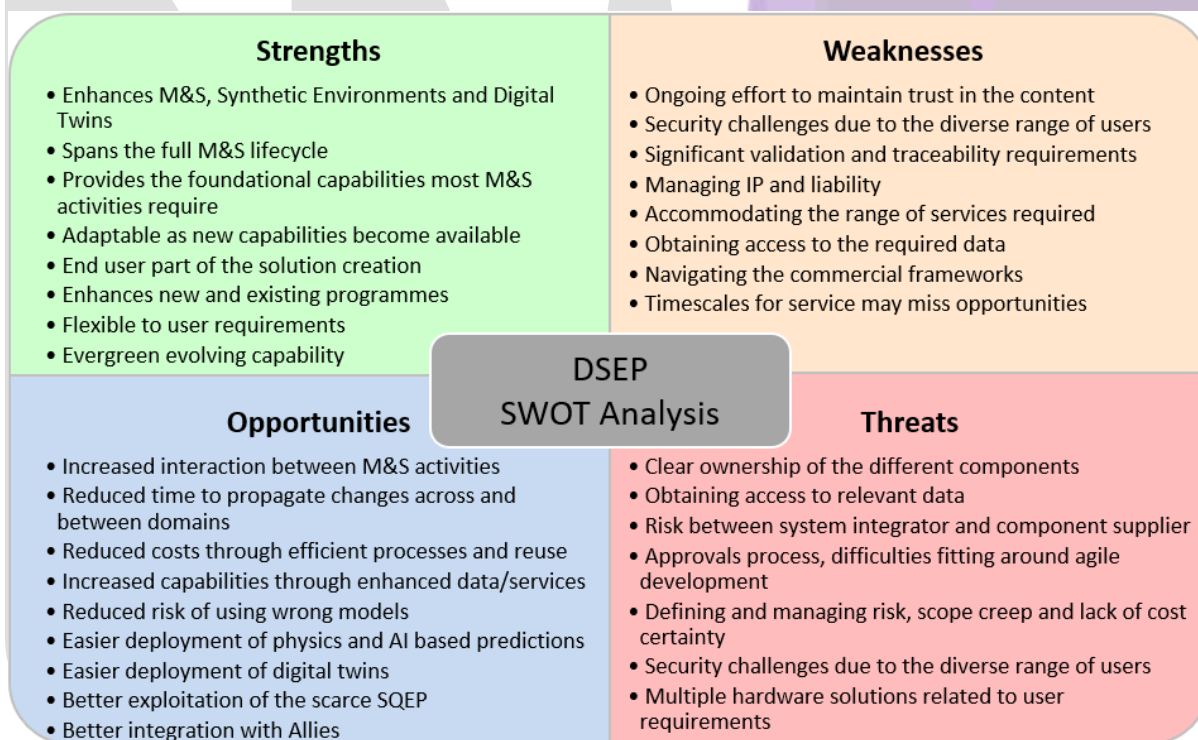 Strengths
• Enhances M&S, Synthetic Environments and Digital
Twins
• Spans the full M&S lifecycle
• Provides the foundational capabilities most M&S
activities require
• Adaptable as new capabilities become available
• End user part of the solution creation
• Enhances new and existing programmes
• Flexible to user requirements
• Evergreen evolving capability
Weaknesses
• Ongoing effort to maintain trust in the content
• Security challenges due to the diverse range of users
• Significant validation and traceability requirements
• Managing IP and liability
• Accommodating the range of services required
• Obtaining access to the required data
• Navigating the commercial frameworks
• Timescales for service may miss opportunities
DSEP
SWOT Analysis
Opportunities
• Increased interaction between M&S activities
• Reduced time to propagate changes across and
between domains
• Reduced costs through efficient processes and reuse
• Increased capabilities through enhanced data/services
• Reduced risk of using wrong models
• Easier deployment of physics and AI based predictions
• Easier deployment of digital twins
• Better exploitation of the scarce SQEP
• Better integration with Allies
Threats
• Clear ownership of the different components
• Obtaining access to relevant data
• Risk between system integrator and component supplier
• Approvals process, difficulties fitting around agile
development
• Defining and managing risk, scope creep and lack of cost
certainty
• Security challenges due to the diverse range of users
• Multiple hardware solutions related to user
requirements